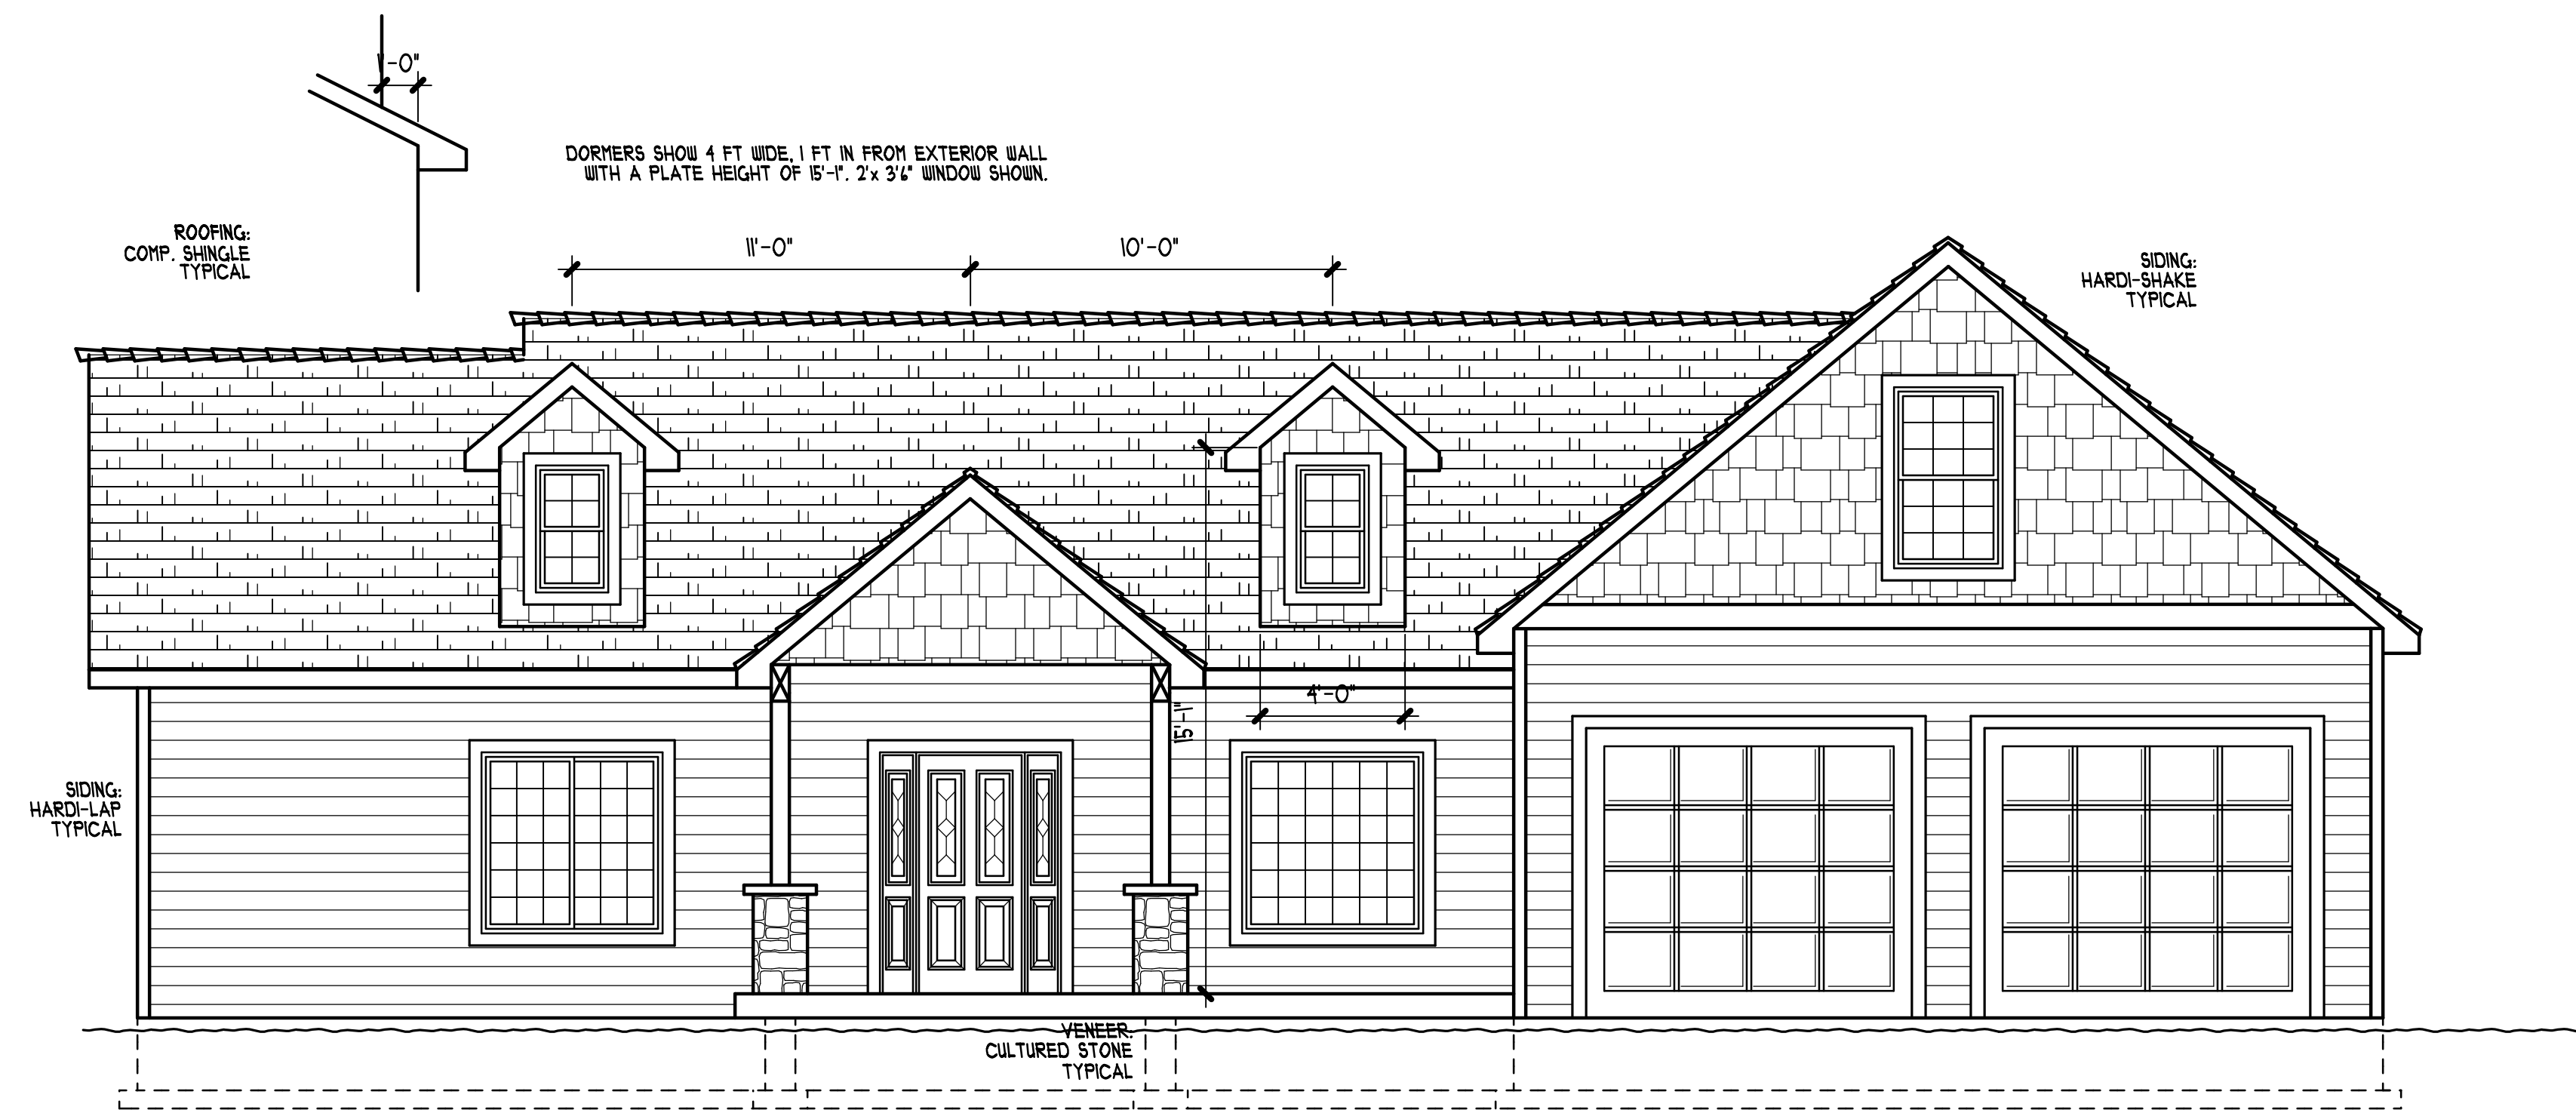 1'-0"
DORMERS SHOW 4 FT WIDE, 1 FT IN FROM EXTERIOR WALL
WITH A PLATE HEIGHT OF 15'-1". 2'x 3'6" WINDOW SHOWN.
ROOFING:
COMP. SHINGLE
TYPICAL
11'-0"
10'-0"
SIDING:
HARDI-SHAKE
TYPICAL
4'-0"
15'-1"
SIDING:
HARDI-LAP
TYPICAL
VENEER:
CULTURED STONE
TYPICAL